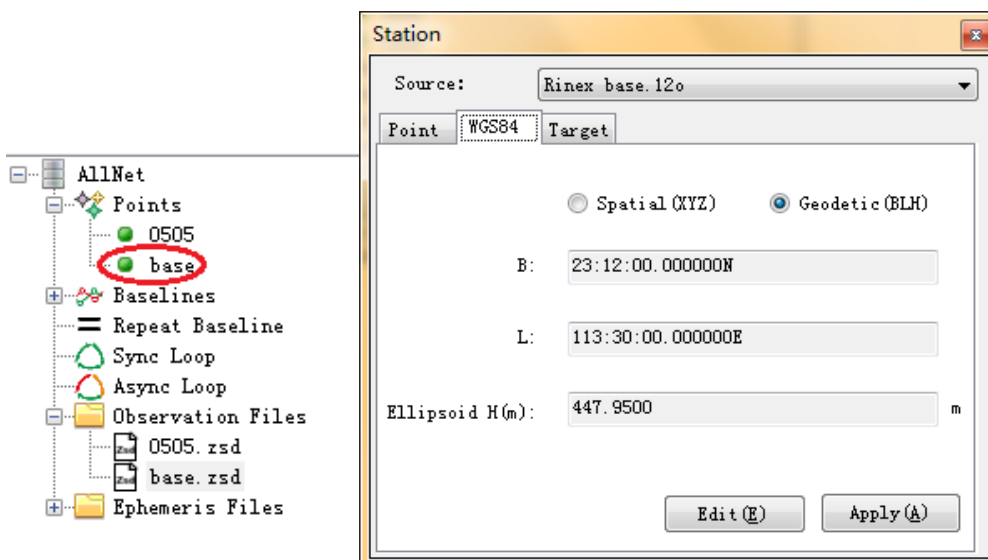 AllNet
Points
0505
base
Baselines
Repeat Baseline
Sync Loop
Async Loop
Observation Files
0505.zsd
base.zsd
Ephemeris Files
Station
Source: Rinex base.12o
Point WGS84 Target
Spatial(XYZ) Geodetic(BLH)
B: 23:12:00.000000N
L: 113:30:00.000000E
Ellipsoid H(m): 447.9500 m
Edit(E) Apply(A)